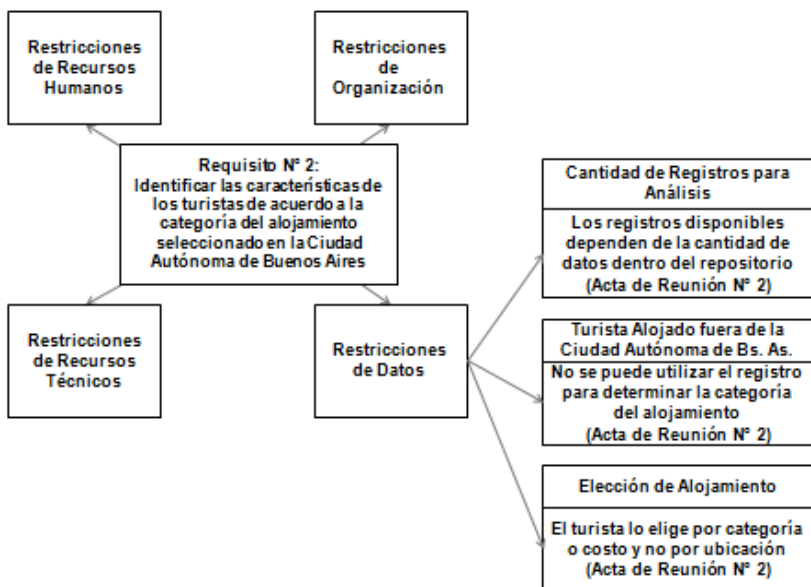 Restricciones
de Recursos
Humanos
Restricciones
de
Organización
Requisito N° 2:
Identificar las características de
los turistas de acuerdo a la
categoría del alojamiento
seleccionado en la Ciudad
Autónoma de Buenos Aires
Restricciones
de Recursos
Técnicos
Restricciones
de Datos
Cantidad de Registros para
Análisis
Los registros disponibles
dependen de la cantidad de
datos dentro del repositorio
(Acta de Reunión N° 2)
Turista Alojado fuera de la
Ciudad Autónoma de Bs. As.
No se puede utilizar el registro
para determinar la categoría
del alojamiento
(Acta de Reunión N° 2)
Elección de Alojamiento
El turista lo elige por categoría
o costo y no por ubicación
(Acta de Reunión N° 2)